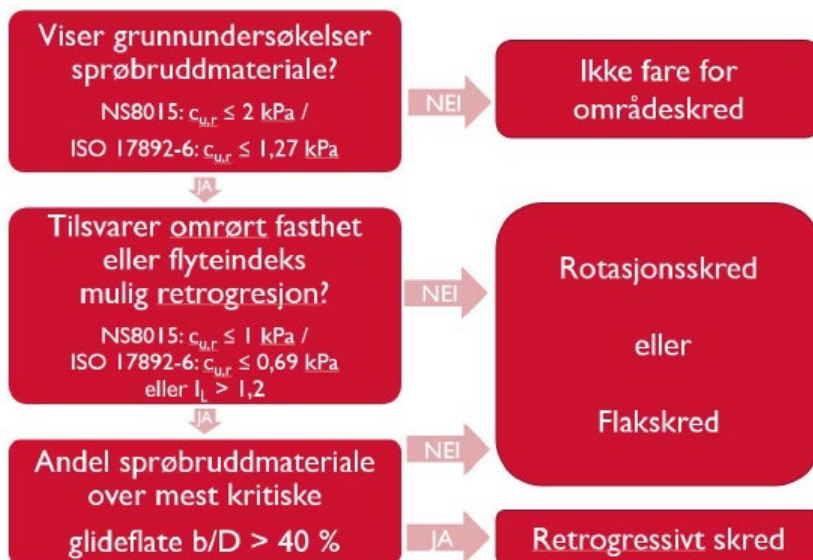 Viser grunnundersøkelser
sprøbruddmateriale?
NS8015: cu,r ≤ 2 kPa /
ISO 17892-6: cu,r ≤ 1,27 kPa
NEI
Ikke fare for
områdeskred
JA
Tilsvarer omrørt fasthet
eller flyteindeks
mulig retrogresjon?
NS8015: cu,r ≤ 1 kPa /
ISO 17892-6: cu,r ≤ 0,69 kPa
eller IL > 1,2
NEI
Rotasjonsskred
eller
Flakskred
JA
Andel sprøbruddmateriale
over mest kritiske
glideflate b/D > 40 %
NEI
JA
Retrogressivt skred